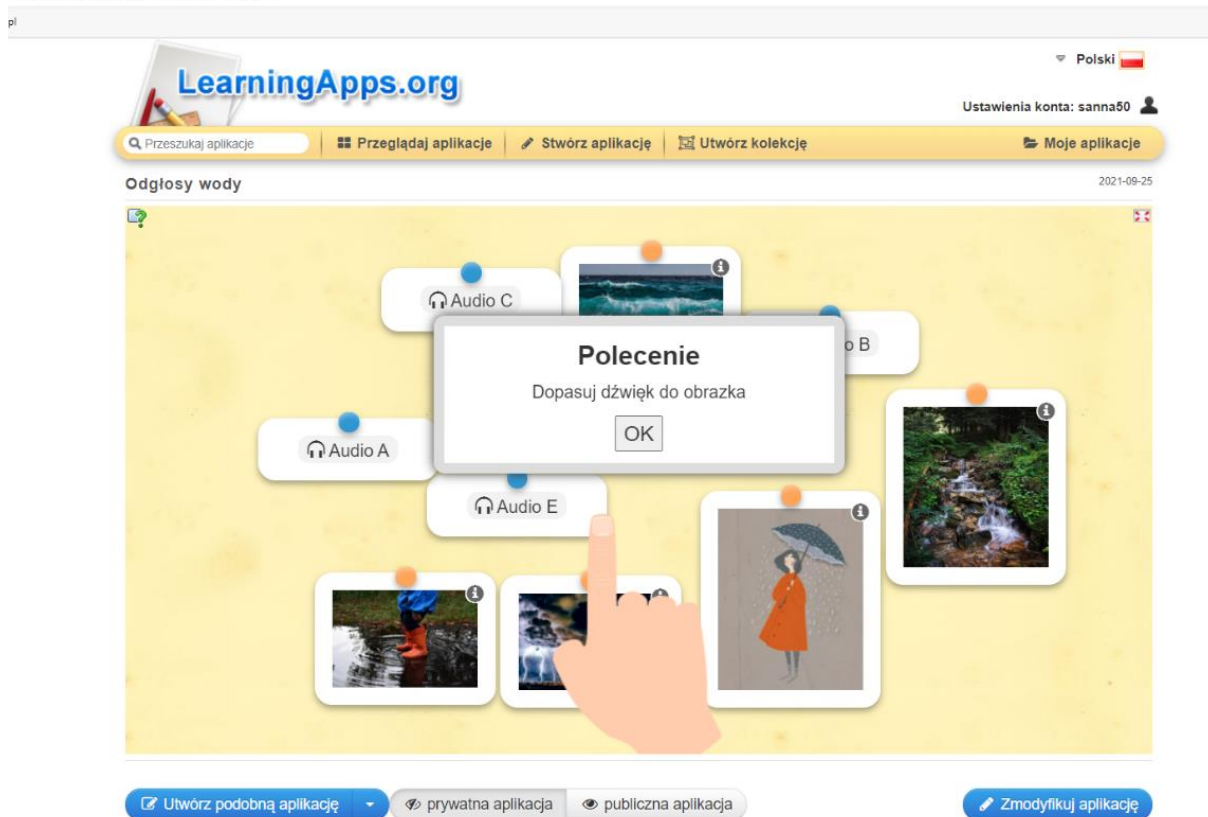 pl
LearningApps.org
Polski
Ustawienia konta: sanna50
Przeszukaj aplikacje
Przeglądaj aplikacje
Stwórz aplikację
Utwórz kolekcję
Moje aplikacje
Odgłosy wody
2021-09-25
Audio C
o B
Polecenie
Dopasuj dźwięk do obrazka
OK
Audio A
Audio E
Utwórz podobną aplikację
prywatna aplikacja
publiczna aplikacja
Zmodyfikuj aplikację